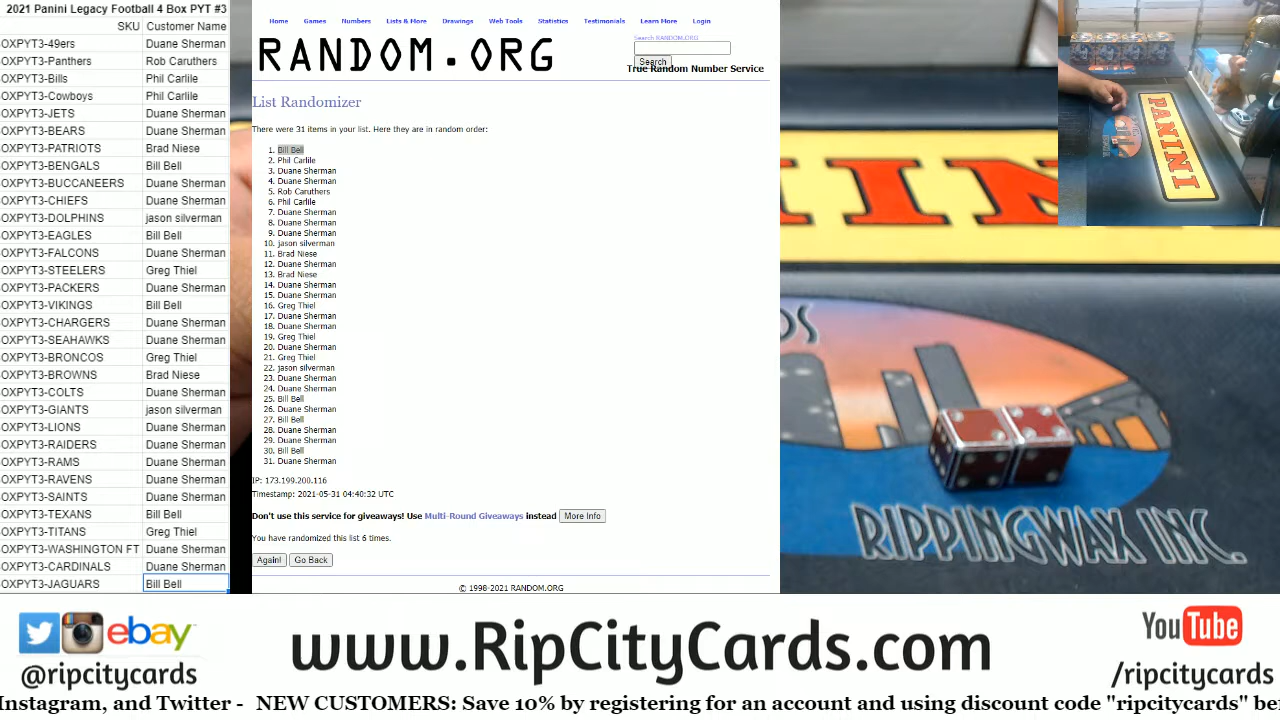 2021 Panini Legacy Football 4 Box PYT #3
SKU Customer Name
OXPYT3-49ers Duane Sherman
OXPYT3-Panthers Rob Caruthers
OXPYT3-Bills Phil Carlile
OXPYT3-Cowboys Phil Carlile
OXPYT3-JETS Duane Sherman
OXPYT3-BEARS Duane Sherman
OXPYT3-PATRIOTS Brad Niese
OXPYT3-BENGALS Bill Bell
OXPYT3-BUCCANEERS Duane Sherman
OXPYT3-CHIEFS Duane Sherman
OXPYT3-DOLPHINS jason silverman
OXPYT3-EAGLES Bill Bell
OXPYT3-FALCONS Duane Sherman
OXPYT3-STEELERS Greg Thiel
OXPYT3-PACKERS Duane Sherman
OXPYT3-VIKINGS Bill Bell
OXPYT3-CHARGERS Duane Sherman
OXPYT3-SEAHAWKS Duane Sherman
OXPYT3-BRONCOS Greg Thiel
OXPYT3-BROWNS Brad Niese
OXPYT3-COLTS Duane Sherman
OXPYT3-GIANTS jason silverman
OXPYT3-LIONS Duane Sherman
OXPYT3-RAIDERS Duane Sherman
OXPYT3-RAMS Duane Sherman
OXPYT3-RAVENS Duane Sherman
OXPYT3-SAINTS Duane Sherman
OXPYT3-TEXANS Bill Bell
OXPYT3-TITANS Greg Thiel
OXPYT3-WASHINGTON FT Duane Sherman
OXPYT3-CARDINALS Duane Sherman
OXPYT3-JAGUARS Bill Bell
Home Games Numbers Lists & More Drawings Web Tools Statistics Testimonials Learn More Login
RANDOM.ORG
Search RANDOM.ORG
Search
True Random Number Service
List Randomizer
There were 31 items in your list. Here they are in random order:
1. Bill Bell
2. Phil Carlile
3. Duane Sherman
4. Duane Sherman
5. Rob Caruthers
6. Phil Carlile
7. Duane Sherman
8. Duane Sherman
9. Duane Sherman
10. jason silverman
11. Brad Niese
12. Duane Sherman
13. Brad Niese
14. Duane Sherman
15. Duane Sherman
16. Greg Thiel
17. Duane Sherman
18. Duane Sherman
19. Greg Thiel
20. Duane Sherman
21. Greg Thiel
22. jason silverman
23. Duane Sherman
24. Duane Sherman
25. Bill Bell
26. Duane Sherman
27. Bill Bell
28. Duane Sherman
29. Duane Sherman
30. Bill Bell
31. Duane Sherman
IP: 173.199.200.116
Timestamp: 2021-05-31 04:40:32 UTC
Don't use this service for giveaways! Use Multi-Round Giveaways instead More Info
You have randomized this list 6 times.
Again! Go Back
© 1998-2021 RANDOM.ORG
PANINI
RIPPINGWAX INC.
ebay
@ripcitycards
www.RipCityCards.com
YouTube
/ripcitycards
Instagram, and Twitter - NEW CUSTOMERS: Save 10% by registering for an account and using discount code "ripcitycards" be